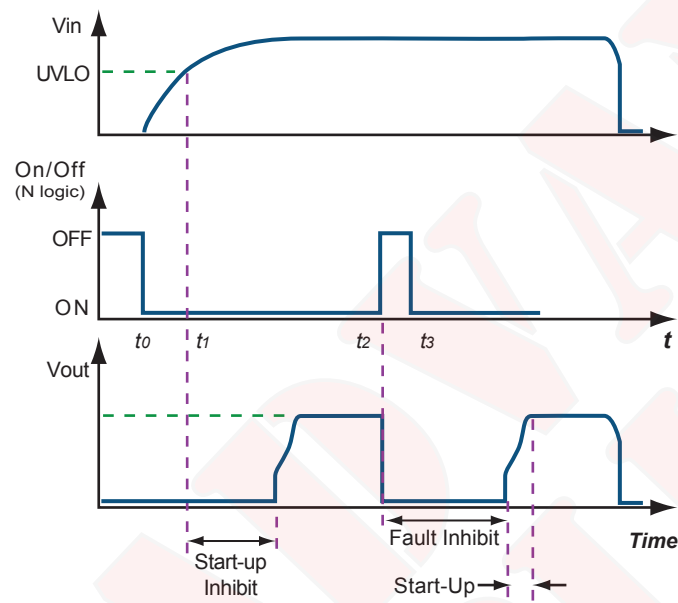 Vin
UVLO
On/Off
(N logic)
OFF
ON
t0 t1 t2 t3 t
Vout
Time
Start-up
Inhibit
Fault Inhibit
Start-Up